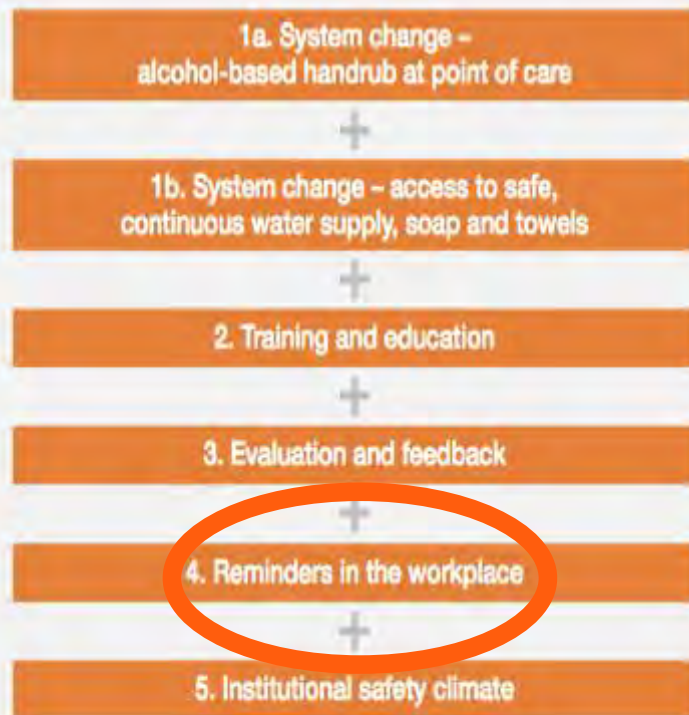 1a. System change –
alcohol-based handrub at point of care
+
1b. System change – access to safe,
continuous water supply, soap and towels
+
2. Training and education
+
3. Evaluation and feedback
+
4. Reminders in the workplace
+
5. Institutional safety climate